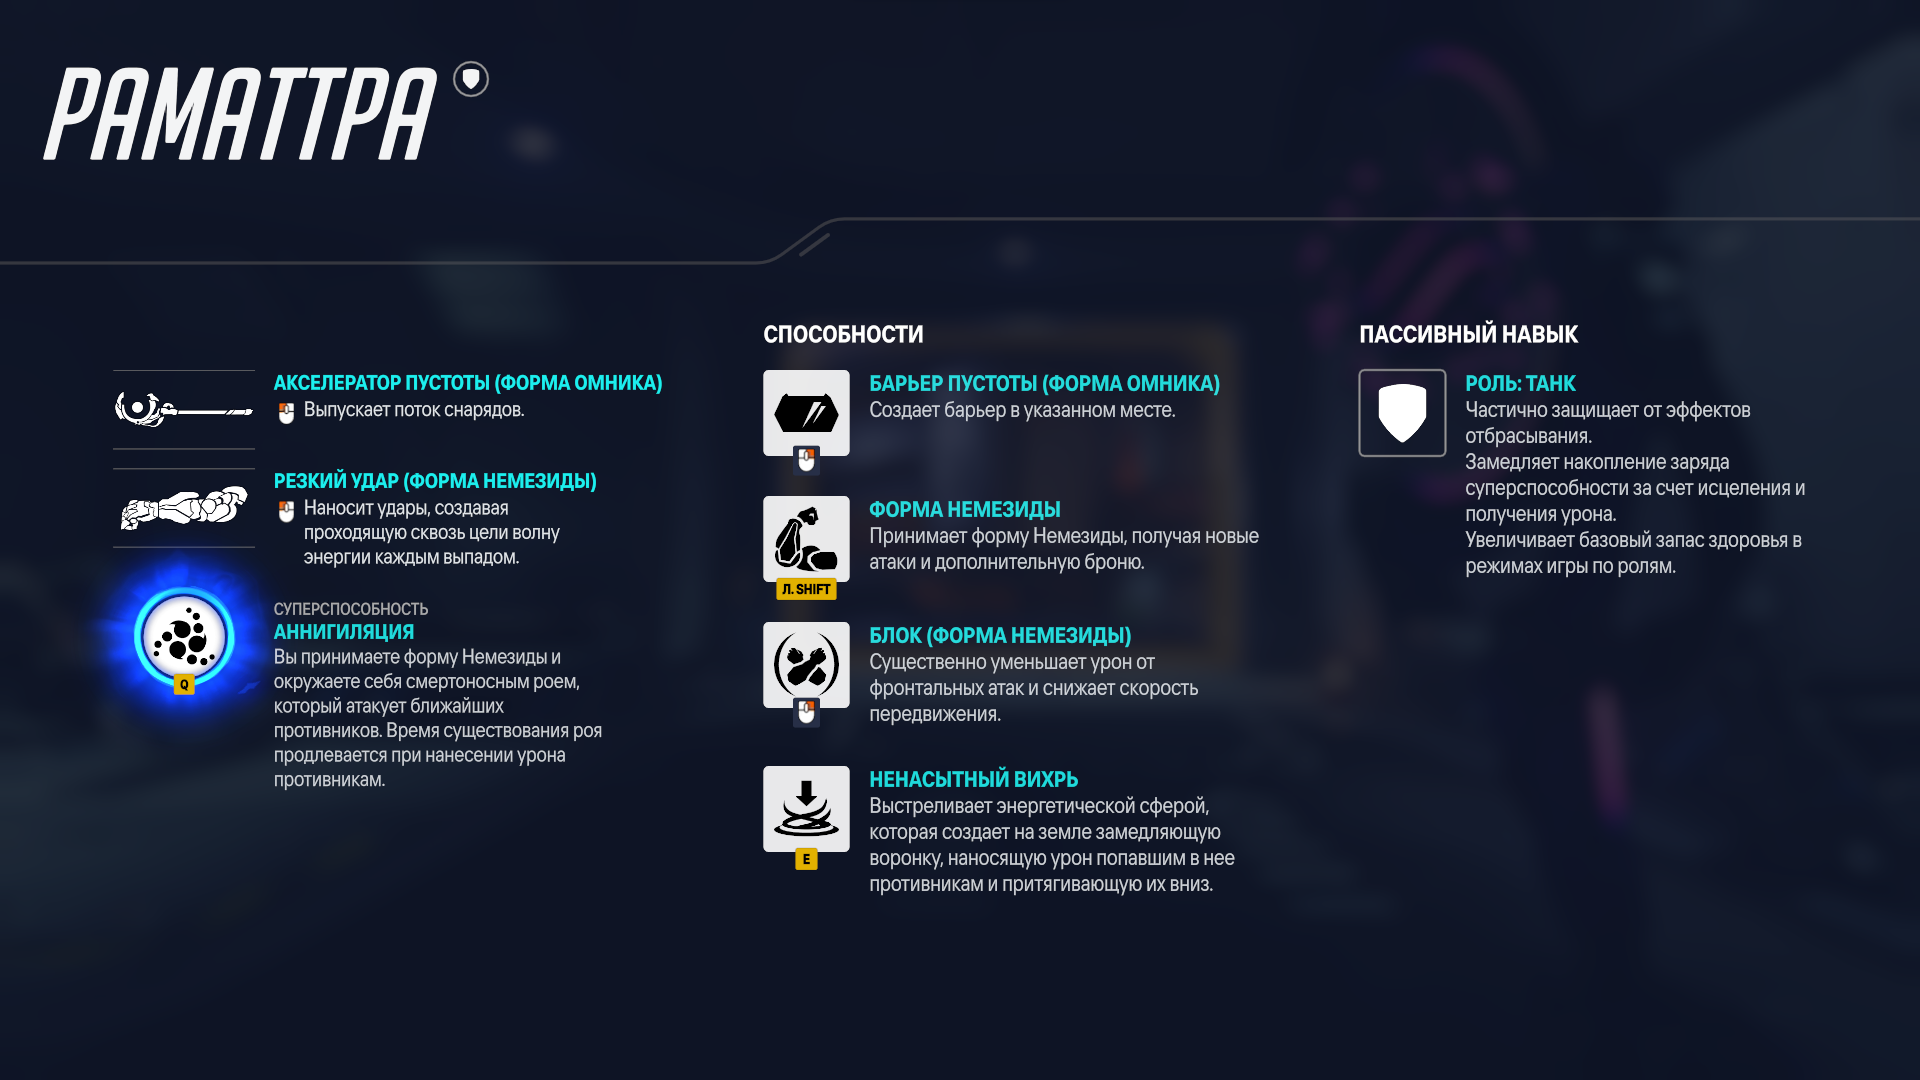 РАМАТТРА
АКСЕЛЕРАТОР ПУСТОТЫ (ФОРМА ОМНИКА)
Выпускает поток снарядов.
РЕЗКИЙ УДАР (ФОРМА НЕМЕЗИДЫ)
Наносит удары, создавая
проходящую сквозь цели волну
энергии каждым выпадом.
СУПЕРСПОСОБНОСТЬ
АННИГИЛЯЦИЯ
Вы принимаете форму Немезиды и
окружаете себя смертоносным роем,
который атакует ближайших
противников. Время существования роя
продлевается при нанесении урона
противникам.
Q
СПОСОБНОСТИ
БАРЬЕР ПУСТОТЫ (ФОРМА ОМНИКА)
Создает барьер в указанном месте.
ФОРМА НЕМЕЗИДЫ
Принимает форму Немезиды, получая новые
атаки и дополнительную броню.
Л. SHIFT
БЛОК (ФОРМА НЕМЕЗИДЫ)
Существенно уменьшает урон от
фронтальных атак и снижает скорость
передвижения.
НЕНАСЫТНЫЙ ВИХРЬ
Выстреливает энергетической сферой,
которая создает на земле замедляющую
воронку, наносящую урон попавшим в нее
противникам и притягивающую их вниз.
E
ПАССИВНЫЙ НАВЫК
РОЛЬ: ТАНК
Частично защищает от эффектов
отбрасывания.
Замедляет накопление заряда
суперспособности за счет исцеления и
получения урона.
Увеличивает базовый запас здоровья в
режимах игры по ролям.